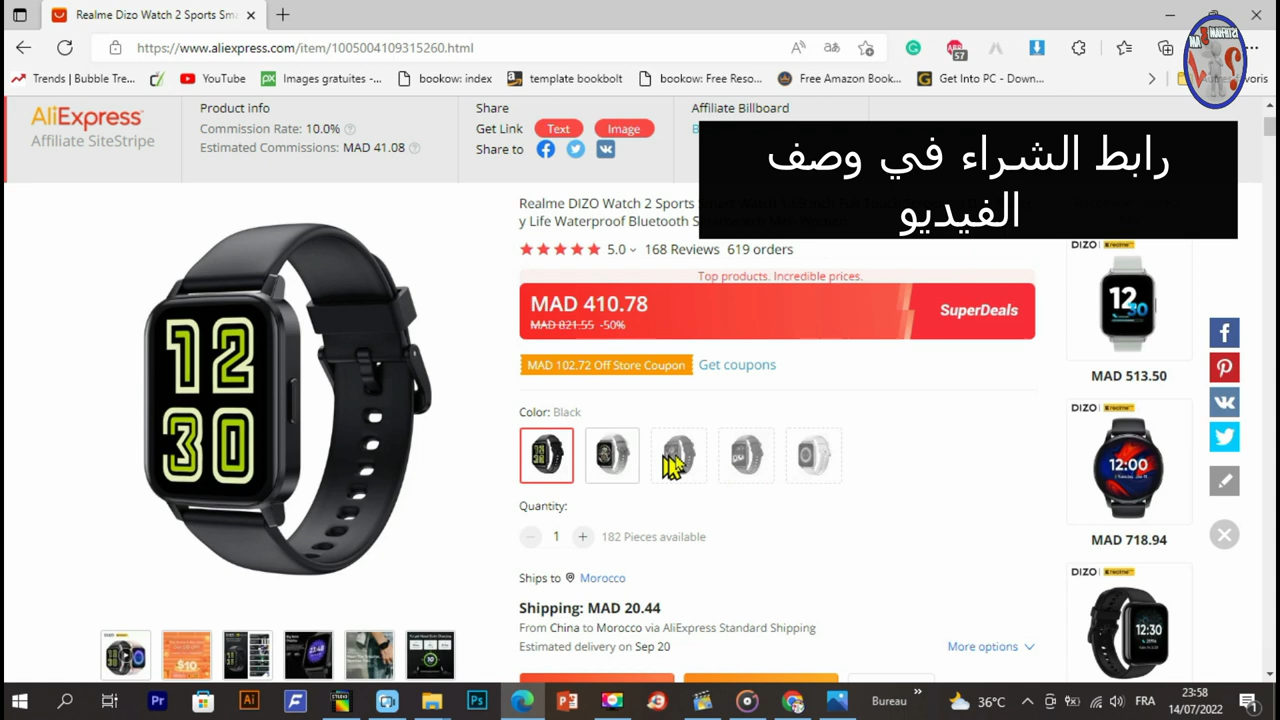 Realme Dizo Watch 2 Sports Sma
https://www.aliexpress.com/item/1005004109315260.html
57
Trends | Bubble Tre...
YouTube
Images gratuites -...
bookow: index
template bookbolt
bookow: Free Reso...
Free Amazon Book...
Get Into PC - Down...
AliExpress
Affiliate SiteStripe
Product info
Commission Rate: 10.0%
Estimated Commissions: MAD 41.08
Share
Get Link
Text
Image
Share to
Affiliate Billboard
رابط الشراء في وصف
الفيديو
Realme DIZO Watch 2 Sports
y Life Waterproof Bluetooth
5.0
168 Reviews
619 orders
Top products. Incredible prices.
MAD 410.78
MAD 821.55 -50%
SuperDeals
MAD 102.72 Off Store Coupon
Get coupons
Color: Black
Quantity:
1
182 Pieces available
Ships to
Morocco
Shipping: MAD 20.44
From China to Morocco via AliExpress Standard Shipping
Estimated delivery on Sep 20
More options
12
30
DIZO realme
12
30
MAD 513.50
DIZO realme
12:00
MAD 718.94
DIZO realme
12:30
Bureau
36°C
FRA
23:58
14/07/2022